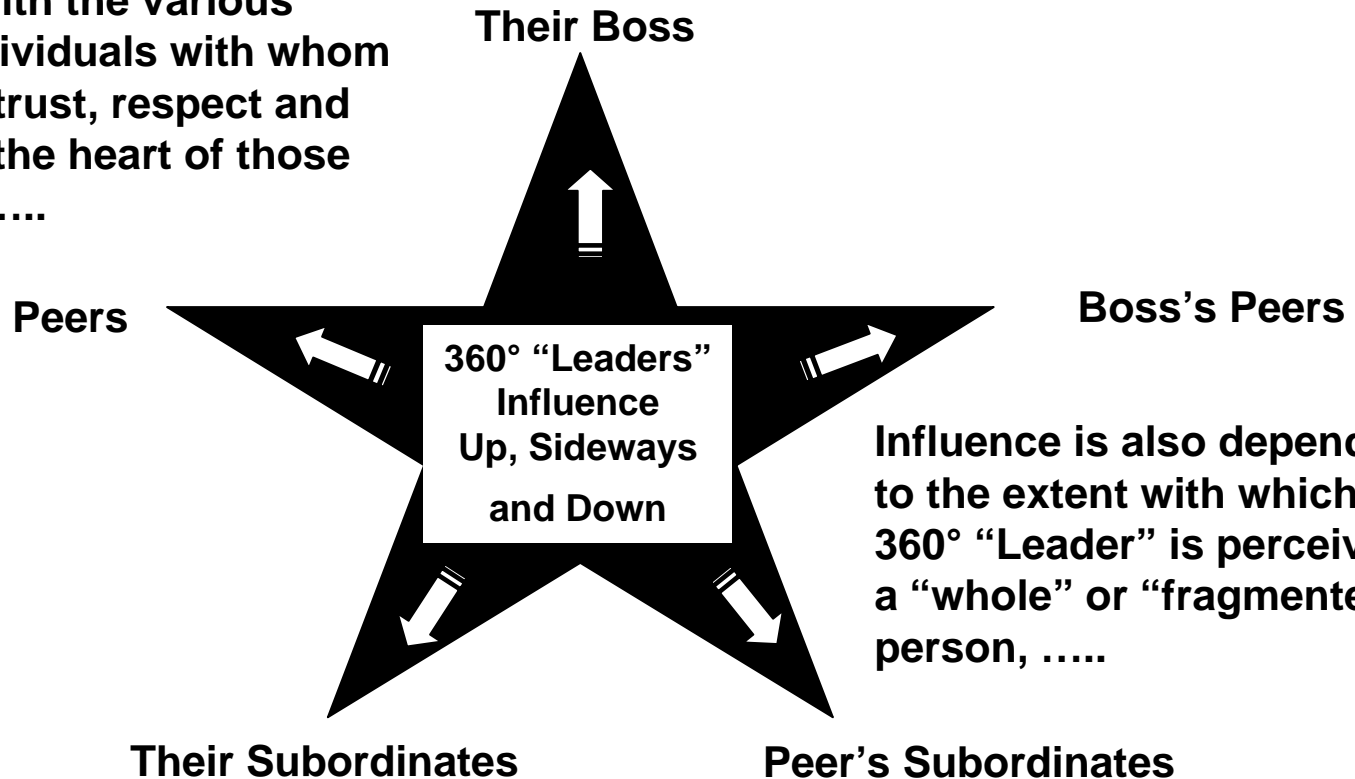 ith the various
ividuals with whom
trust, respect and
the heart of those
…..
Their Boss
Peers
Boss’s Peers
360° “Leaders”
Influence
Up, Sideways
and Down
Influence is also depen
to the extent with which
360° “Leader” is perceiv
a “whole” or “fragmente
person, …..
Their Subordinates
Peer’s Subordinates